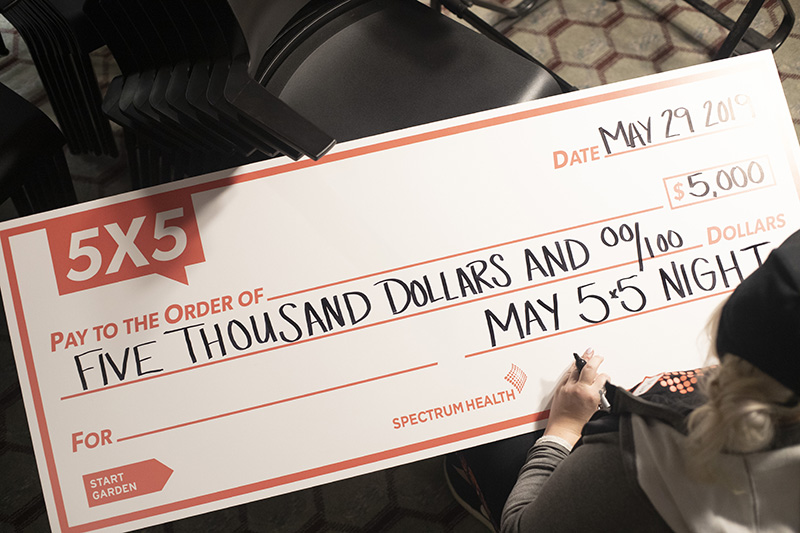 DATE MAY 29 2019
$5,000
5X5
PAY TO THE ORDER OF
FIVE THOUSAND DOLLARS AND 00/100 DOLLARS
MAY 5x5 NIGHT
FOR
SPECTRUM HEALTH
START
GARDEN